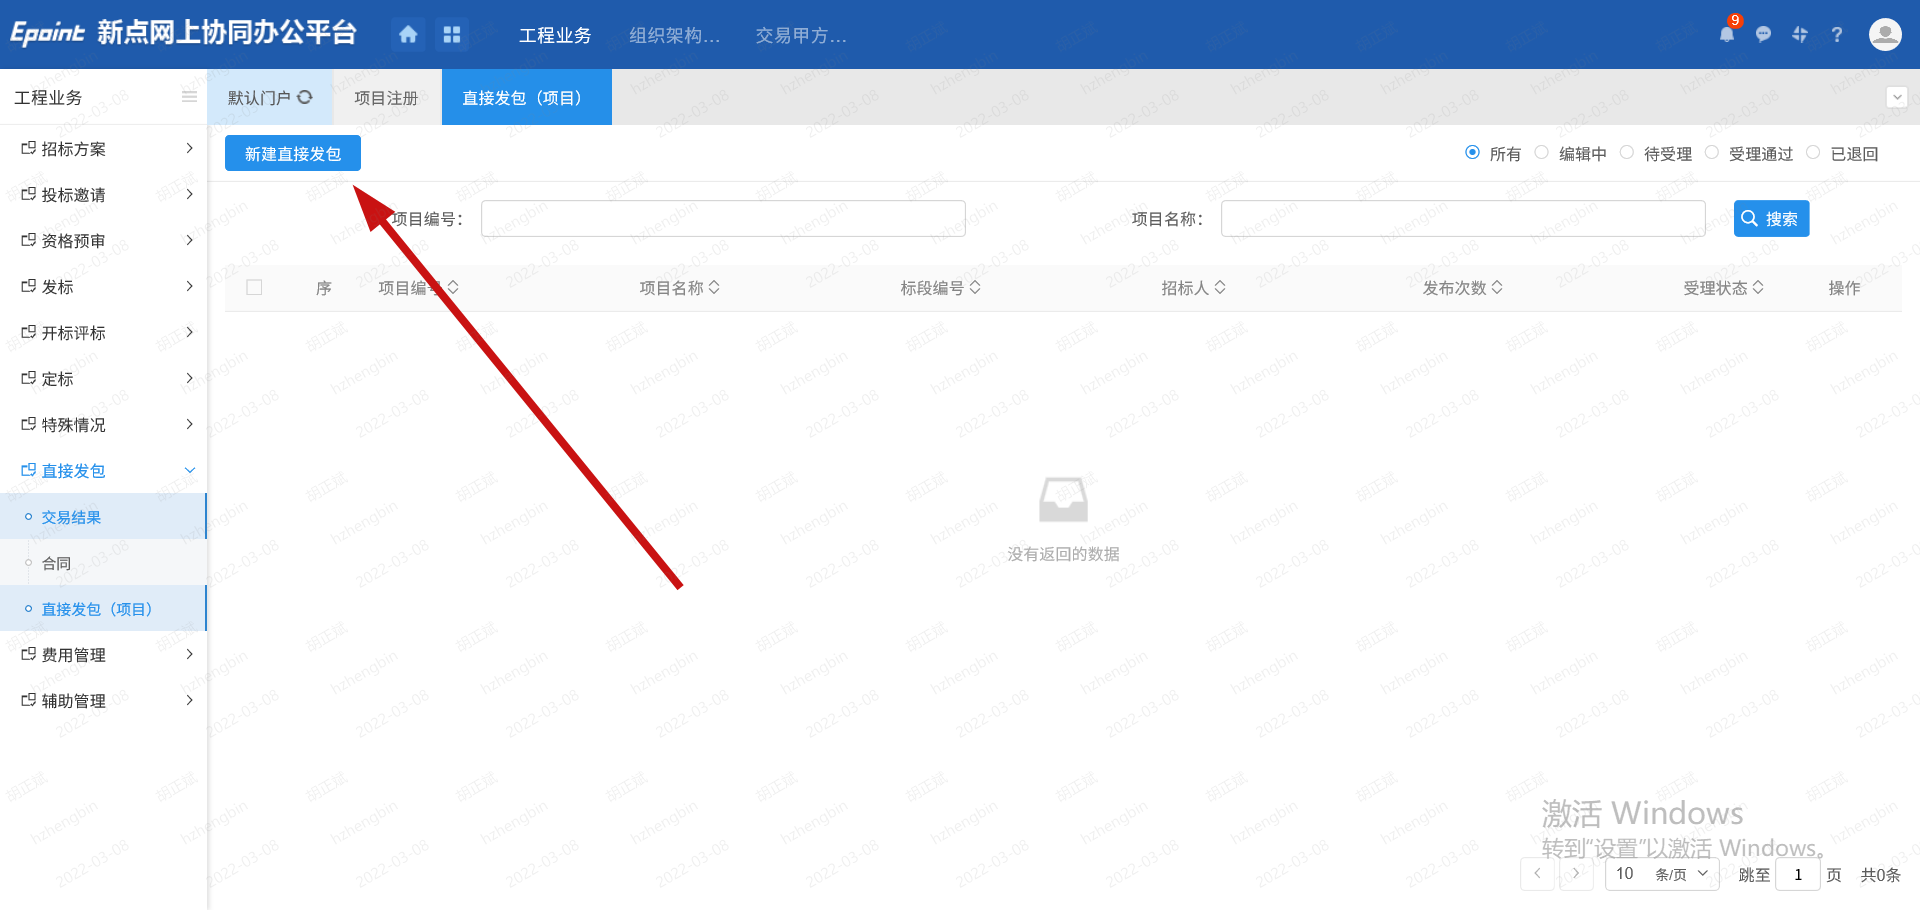 Epoint 新点网上协同办公平台 工程业务 组织架构... 交易甲方... 9 ?
工程业务 默认门户 项目注册 直接发包（项目）
招标方案
投标邀请
资格预审
发标
开标评标
定标
特殊情况
直接发包
交易结果
合同
直接发包（项目）
费用管理
辅助管理
新建直接发包 所有 编辑中 待受理 受理通过 已退回
项目编号： 项目名称： 搜索
序 项目编号 项目名称 标段编号 招标人 发布次数 受理状态 操作
没有返回的数据
激活 Windows
转到“设置”以激活 Windows。
10 条/页 跳至 1 页 共0条
胡正斌
hzhengbin
2022-03-08